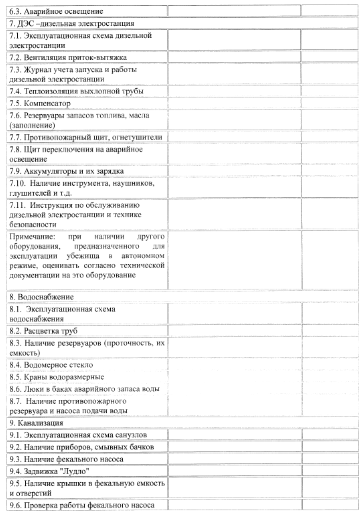 6.3. Аварийное освещение
7. ДЭС –дизельная электростанция
7.1. Эксплуатационная схема дизельной
электростанции
7.2. Вентиляция приток-вытяжка
7.3. Журнал учета запуска и работы
дизельной электростанции
7.4. Теплоизоляция выхлопной трубы
7.5. Компенсатор
7.6. Резервуары запасов топлива, масла
(заполнение)
7.7. Противопожарный щит, огнетушители
7.8. Щит переключения на аварийное
освещение
7.9. Аккумуляторы и их зарядка
7.10. Наличие инструмента, наушников,
глушителей и т.д.
7.11. Инструкция по обслуживанию
дизельной электростанции и технике
безопасности
Примечание: при наличии другого
оборудования, предназначенного для
эксплуатации убежища в автономном
режиме, оценивать согласно технической
документации на это оборудование
8. Водоснабжение
8.1. Эксплуатационная схема
водоснабжения
8.2. Расцветка труб
8.3. Наличие резервуаров (проточность, их
емкость)
8.4. Водомерное стекло
8.5. Краны водоразмерные
8.6. Люки в баках аварийного запаса воды
8.7. Наличие противопожарного
резервуара и насоса подачи воды
9. Канализация
9.1. Эксплуатационная схема санузлов
9.2. Наличие приборов, смывных бачков
9.3. Наличие фекального насоса
9.4. Задвижка "Лудло"
9.5. Наличие крышки в фекальную емкость
и отверстий
9.6. Проверка работы фекального насоса